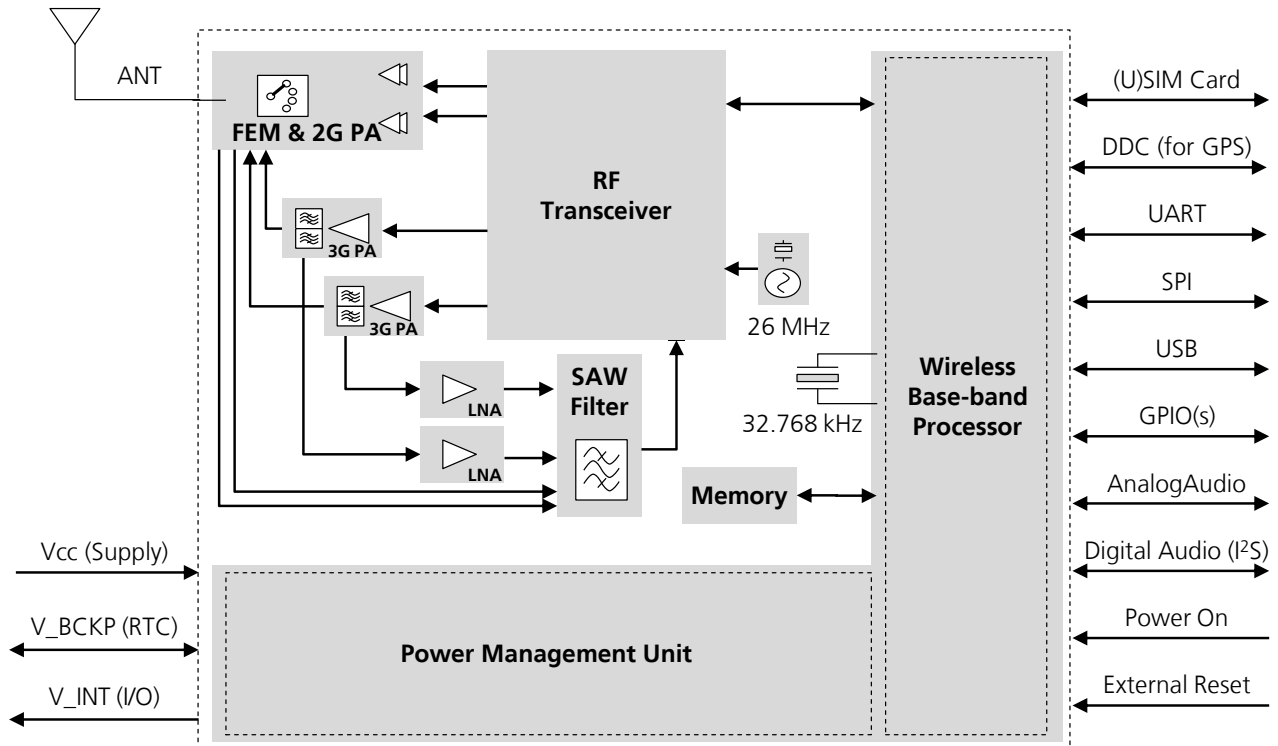 ANT
FEM & 2G PA
RF
Transceiver
3G PA
3G PA
26 MHz
LNA
LNA
SAW
Filter
32.768 kHz
Memory
Wireless
Base-band
Processor
Power Management Unit
Vcc (Supply)
V_BCKP (RTC)
V_INT (I/O)
(U)SIM Card
DDC (for GPS)
UART
SPI
USB
GPIO(s)
AnalogAudio
Digital Audio (I²S)
Power On
External Reset